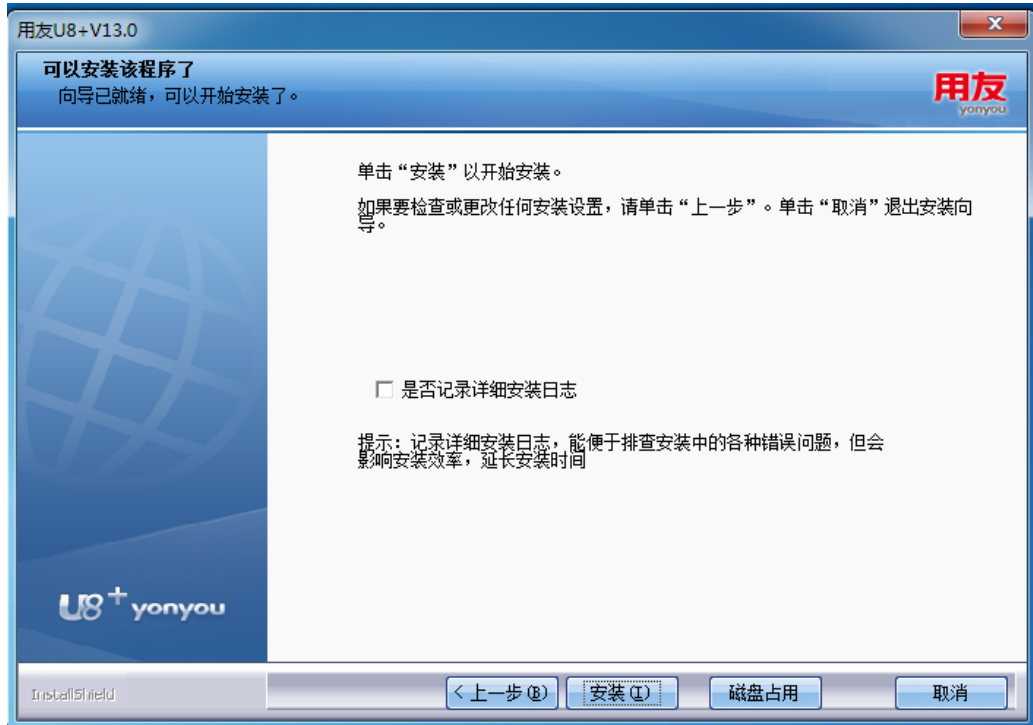 用友U8+V13.0
可以安装该程序了
向导已就绪，可以开始安装了。
用友
yonyou
单击“安装”以开始安装。
如果要检查或更改任何安装设置，请单击“上一步”。单击“取消”退出安装向
导。
是否记录详细安装日志
提示：记录详细安装日志，能便于排查安装中的各种错误问题，但会
影响安装效率，延长安装时间
U8+ yonyou
InstallShield
< 上一步(B)
安装(I)
磁盘占用
取消